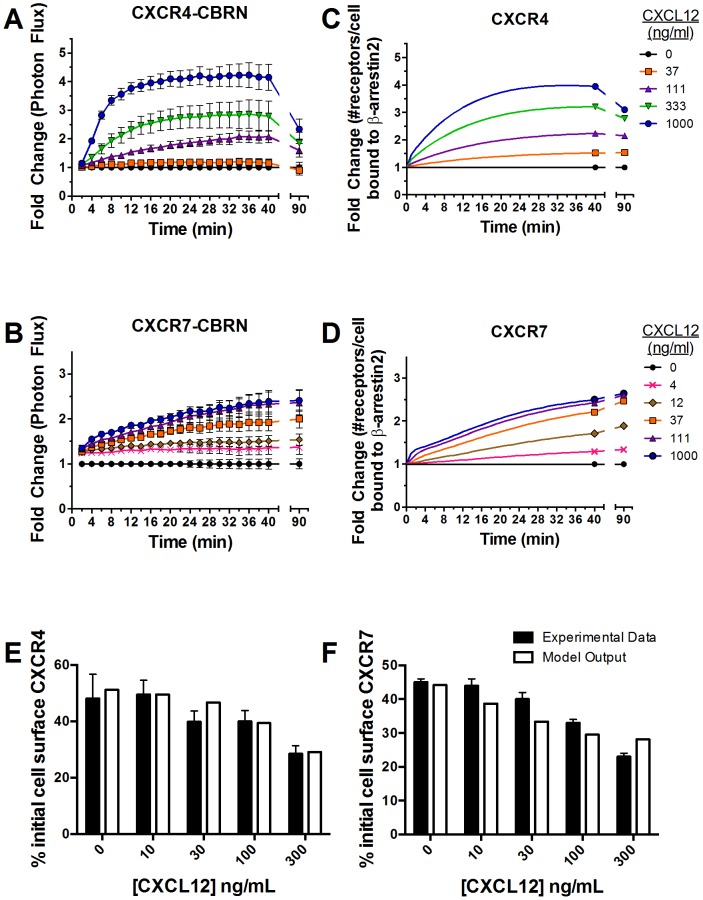 A
CXCR4-CBRN
Fold Change (Photon Flux)
5
4
3
2
1
0
0 4 8 12 16 20 24 28 32 36 40 90
Time (min)
C
CXCR4
Fold Change (#receptors/cell
bound to β-arrestin2)
5
4
3
2
1
0
0 4 8 12 16 20 24 28 32 36 40 90
Time (min)
CXCL12
(ng/ml)
0
37
111
333
1000
B
CXCR7-CBRN
Fold Change (Photon Flux)
3
2
1
0
0 4 8 12 16 20 24 28 32 36 40 90
Time (min)
D
CXCR7
Fold Change (#receptors/cell
bound to β-arrestin2)
3
2
1
0
0 4 8 12 16 20 24 28 32 36 40 90
Time (min)
CXCL12
(ng/ml)
0
4
12
37
111
1000
E
% initial cell surface CXCR4
60
40
20
0
0 10 30 100 300
[CXCL12] ng/mL
F
Experimental Data
Model Output
% initial cell surface CXCR7
50
40
30
20
10
0
0 10 30 100 300
[CXCL12] ng/mL